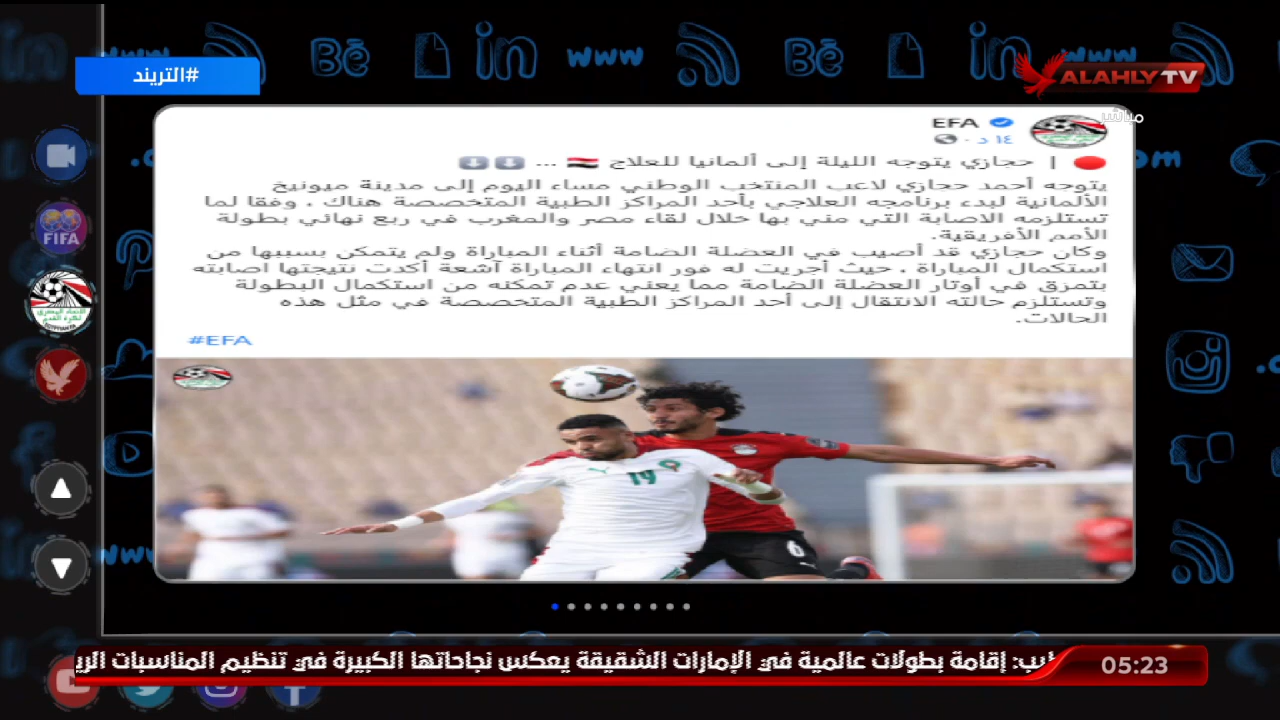 #التريند
ALAHLY TV
مباشر
EFA
١٤ د
| حجازي يتوجه الليلة إلى ألمانيا للعلاج ...
يتوجه أحمد حجازي لاعب المنتخب الوطني مساء اليوم إلى مدينة ميونيخ
الألمانية لبدء برنامجه العلاجي بأحد المراكز الطبية المتخصصة هناك ، وفقا لما
تستلزمه الاصابة التي مني بها خلال لقاء مصر والمغرب في ربع نهائي بطولة
الأمم الأفريقية.
وكان حجازي قد أصيب في العضلة الضامة أثناء المباراة ولم يتمكن بسببها من
استكمال المباراة ، حيث أجريت له فور انتهاء المباراة آشعة أكدت نتيجتها اصابته
بتمزق في أوتار العضلة الضامة مما يعني عدم تمكنه من استكمال البطولة
وتستلزم حالته الانتقال إلى أحد المراكز الطبية المتخصصة في مثل هذه
الحالات.
#EFA
FIFA
19
6
إقامة بطولات عالمية في الإمارات الشقيقة يعكس نجاحاتها الكبيرة في تنظيم المناسبات
05:23